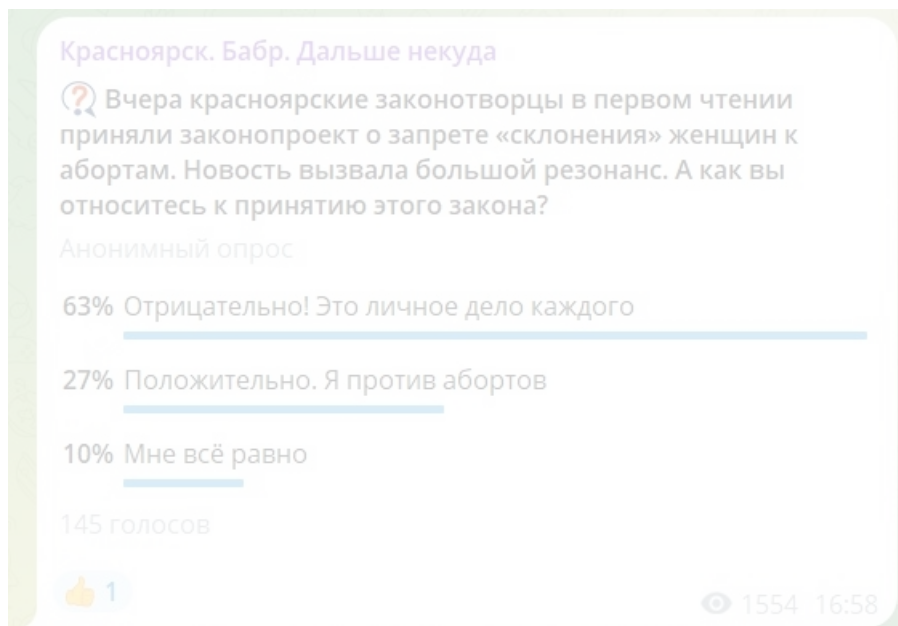 Красноярск. Бабр. Дальше некуда
Вчера красноярские законотворцы в первом чтении
приняли законопроект о запрете «склонения» женщин к
абортам. Новость вызвала большой резонанс. А как вы
относитесь к принятию этого закона?
Анонимный опрос
63% Отрицательно! Это личное дело каждого
27% Положительно. Я против абортов
10% Мне всё равно
145 голосов
1
1554 16:58